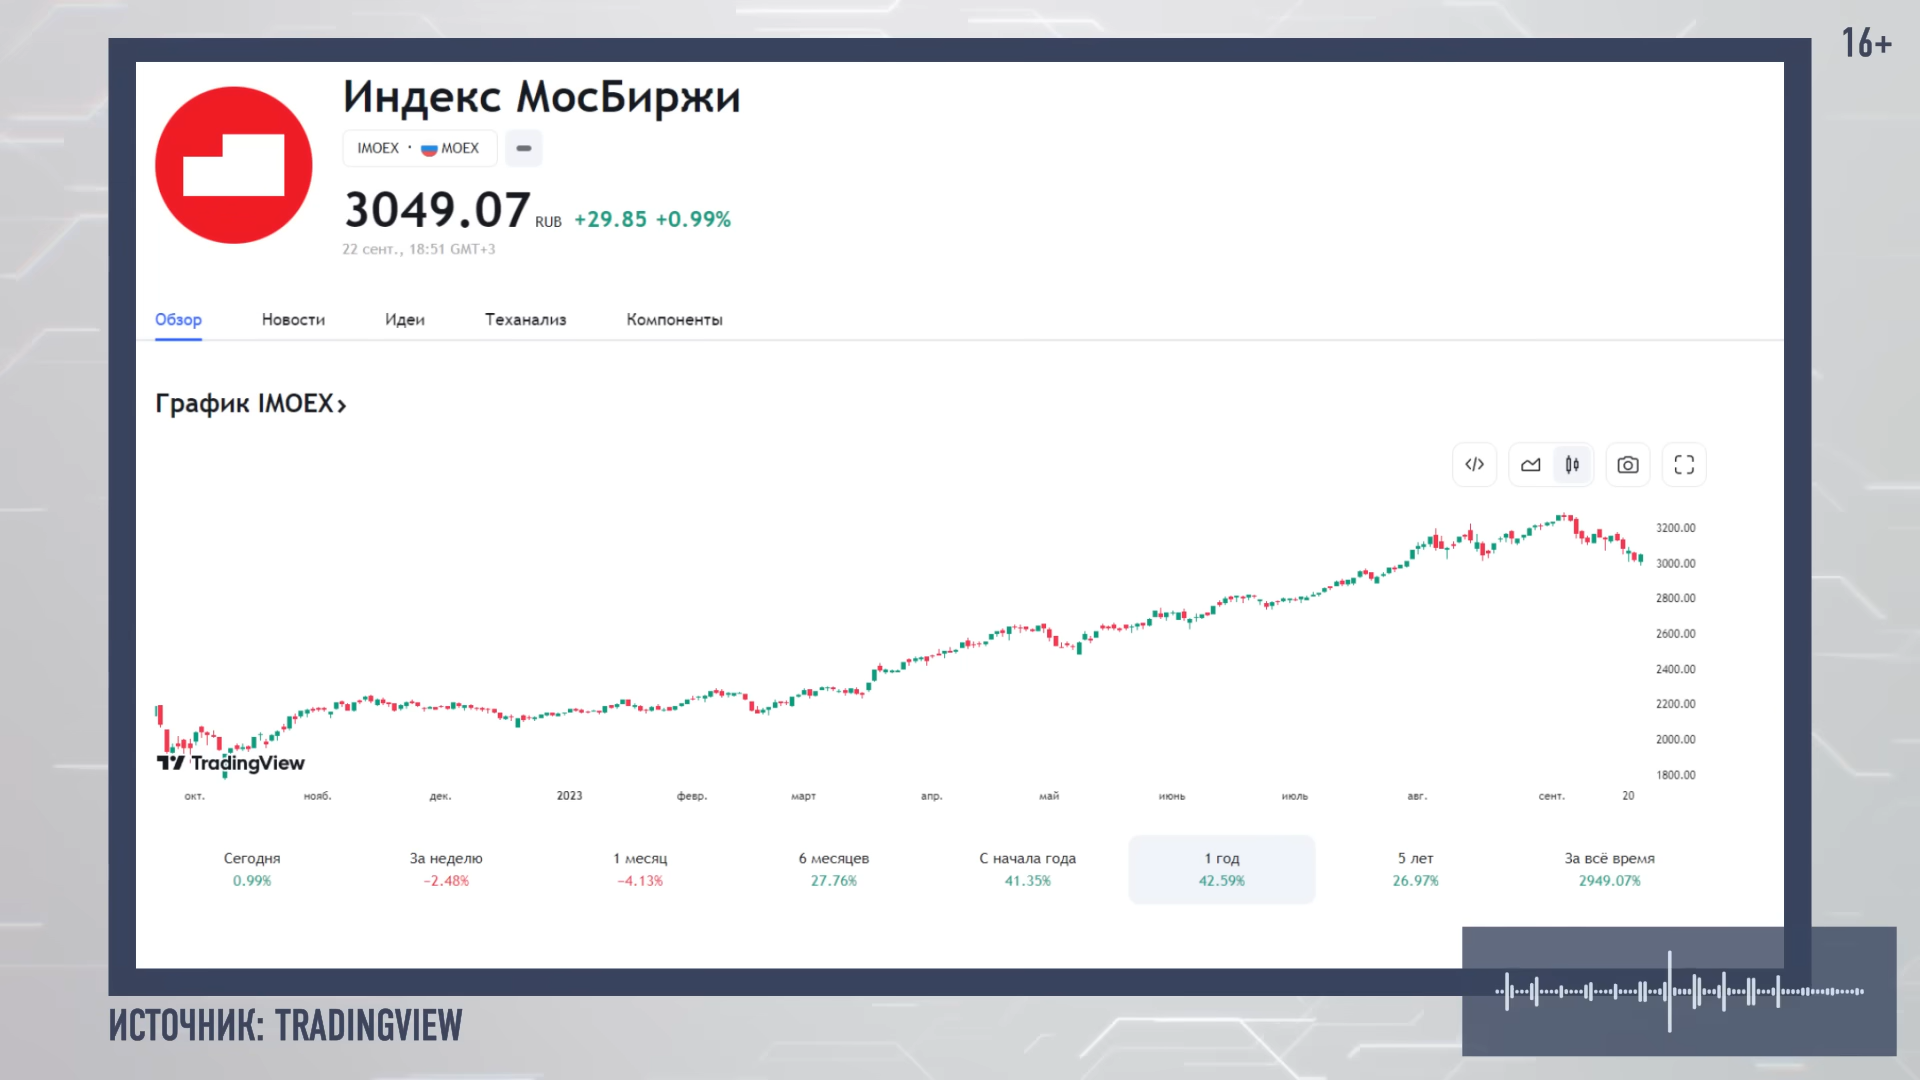 16+
Индекс МосБиржи
IMOEX · MOEX
3049.07 RUB +29.85 +0.99%
22 сент., 18:51 GMT+3
Обзор Новости Идеи Теханализ Компоненты
График IMOEX›
3200.00
3000.00
2800.00
2600.00
2400.00
2200.00
2000.00
1800.00
TradingView
окт. нояб. дек. 2023 февр. март апр. май июнь июль авг. сент. 20
Сегодня За неделю 1 месяц 6 месяцев С начала года 1 год 5 лет За всё время
0.99% −2.48% −4.13% 27.76% 41.35% 42.59% 26.97% 2949.07%
ИСТОЧНИК: TRADINGVIEW